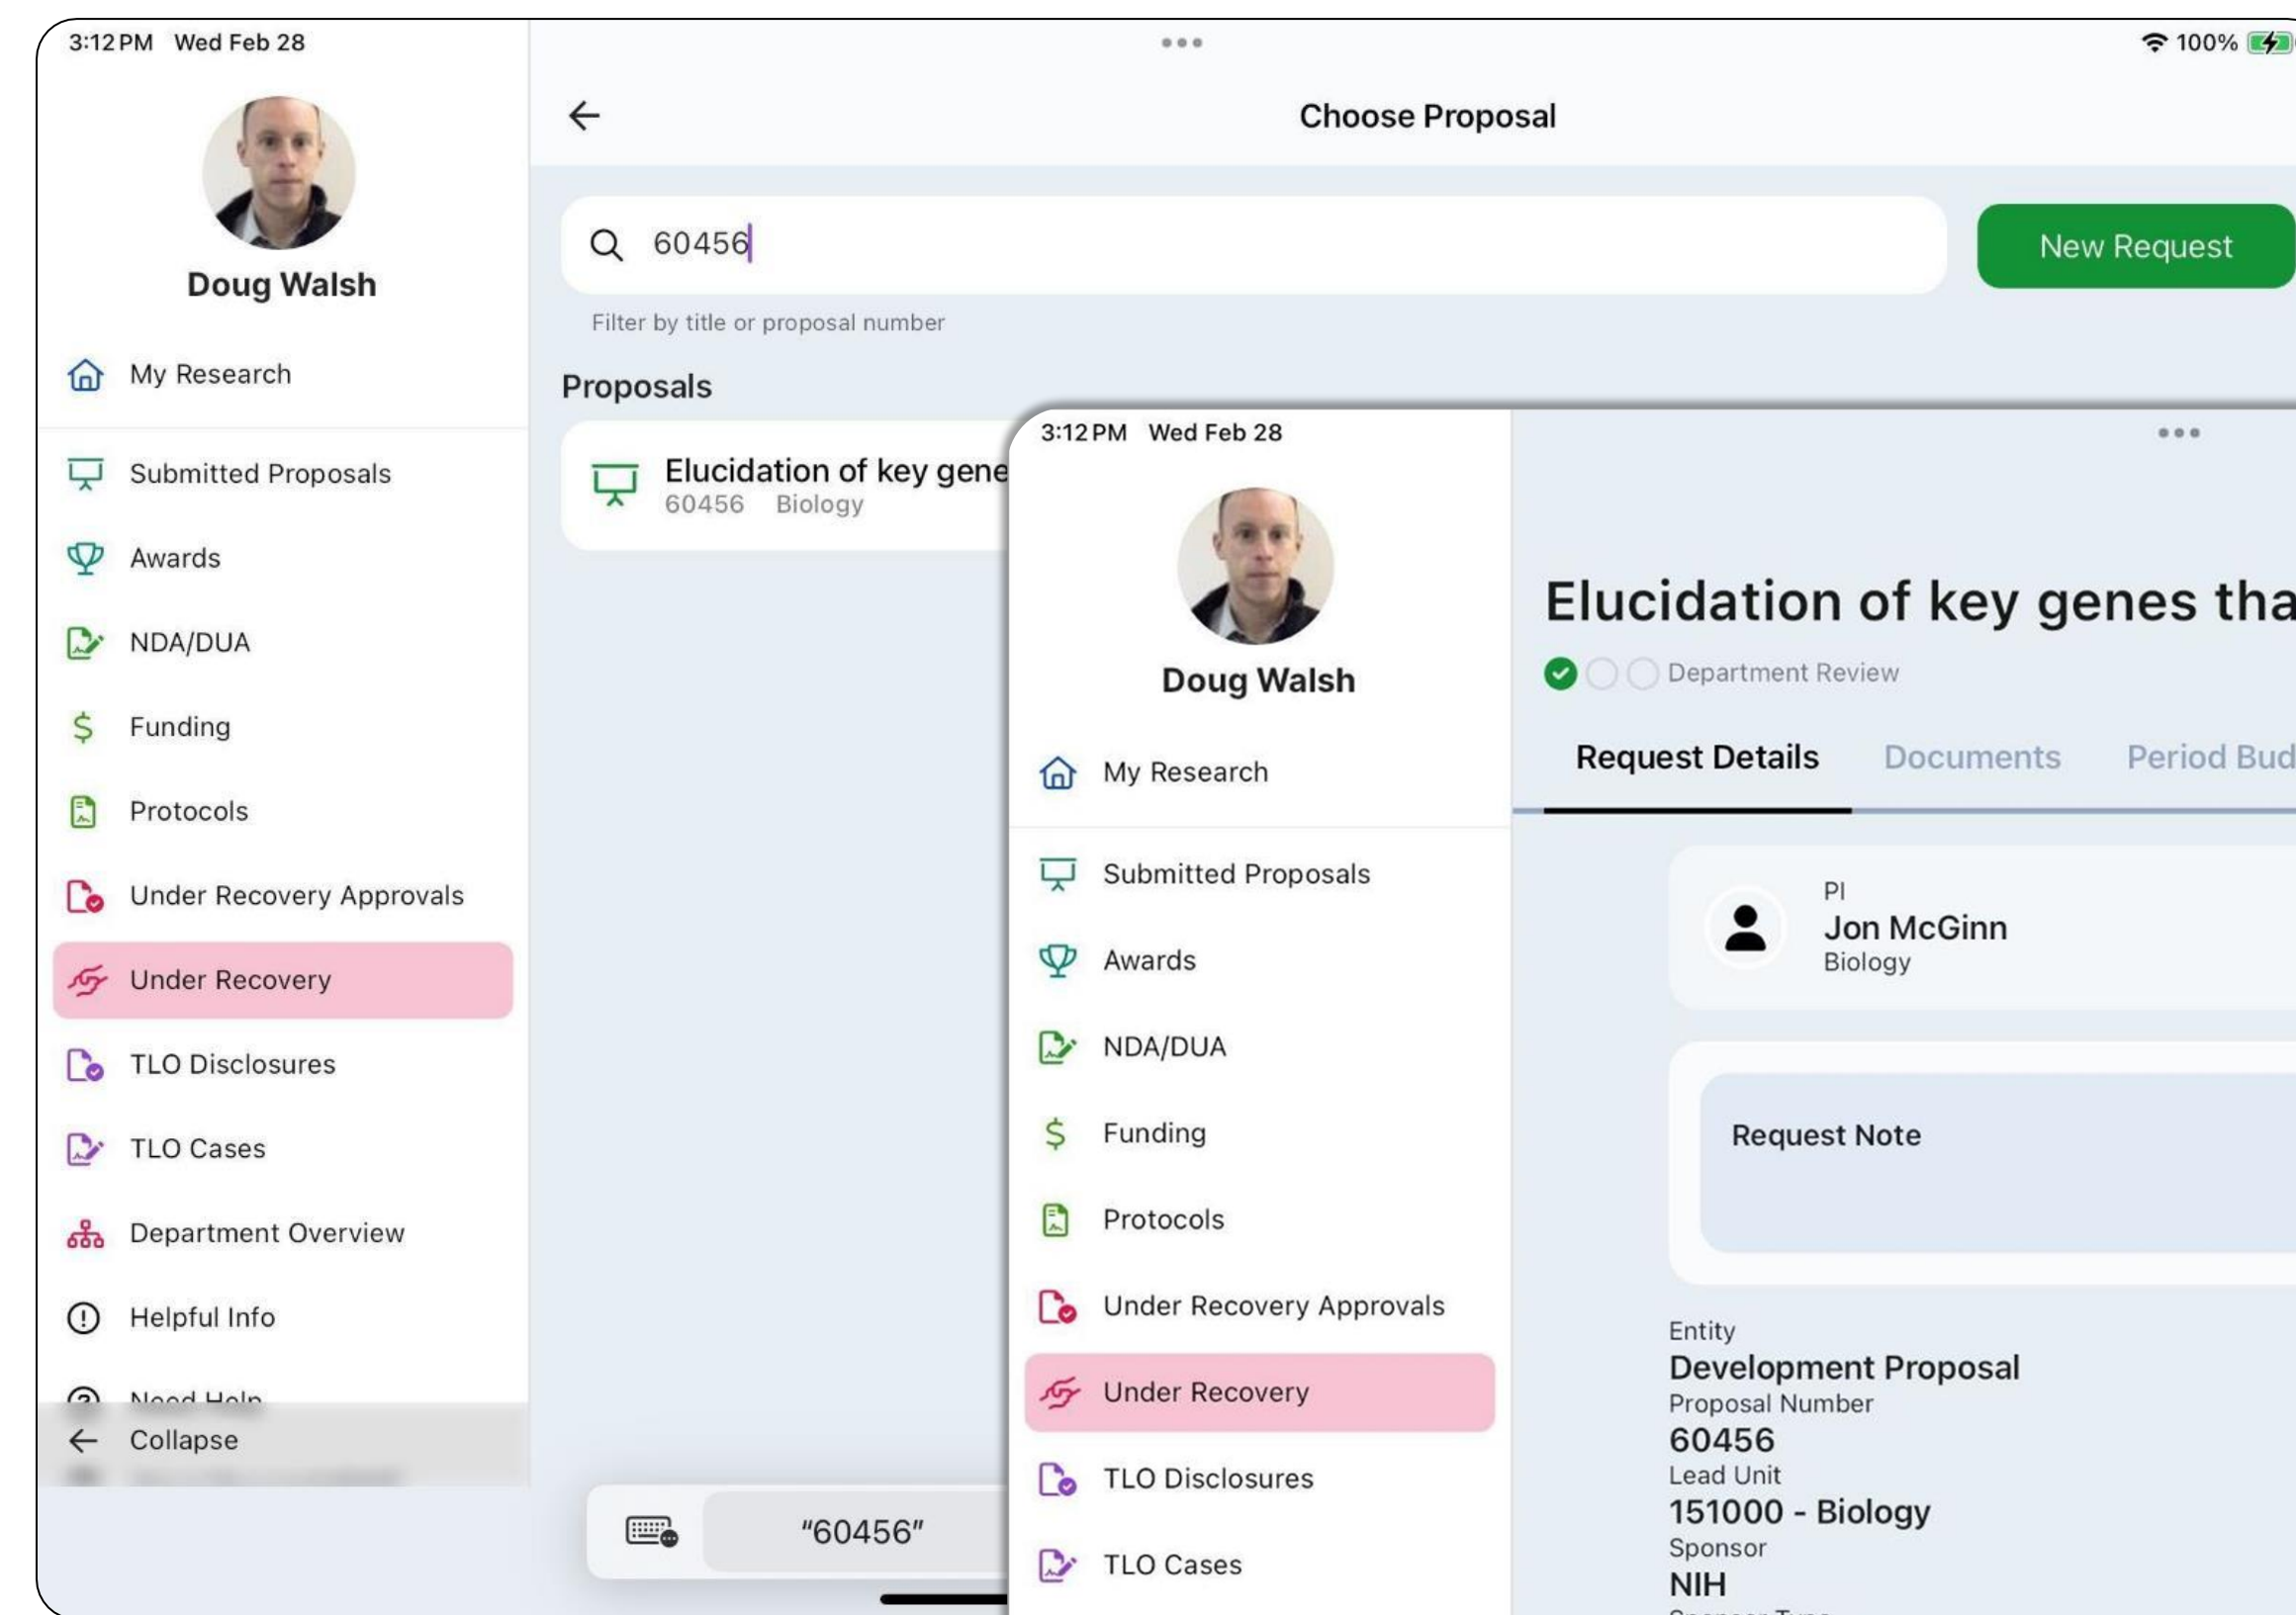 3:12 PM Wed Feb 28
100%
Doug Walsh
My Research
Submitted Proposals
Awards
NDA/DUA
Funding
Protocols
Under Recovery Approvals
Under Recovery
TLO Disclosures
TLO Cases
Department Overview
Helpful Info
Need Help
Collapse
Choose Proposal
60456
New Request
Filter by title or proposal number
Proposals
Elucidation of key gene
60456 Biology
"60456"
3:12 PM Wed Feb 28
Doug Walsh
My Research
Submitted Proposals
Awards
NDA/DUA
Funding
Protocols
Under Recovery Approvals
Under Recovery
TLO Disclosures
TLO Cases
Elucidation of key genes tha
Department Review
Request Details Documents Period Bud
PI
Jon McGinn
Biology
Request Note
Entity
Development Proposal
Proposal Number
60456
Lead Unit
151000 - Biology
Sponsor
NIH